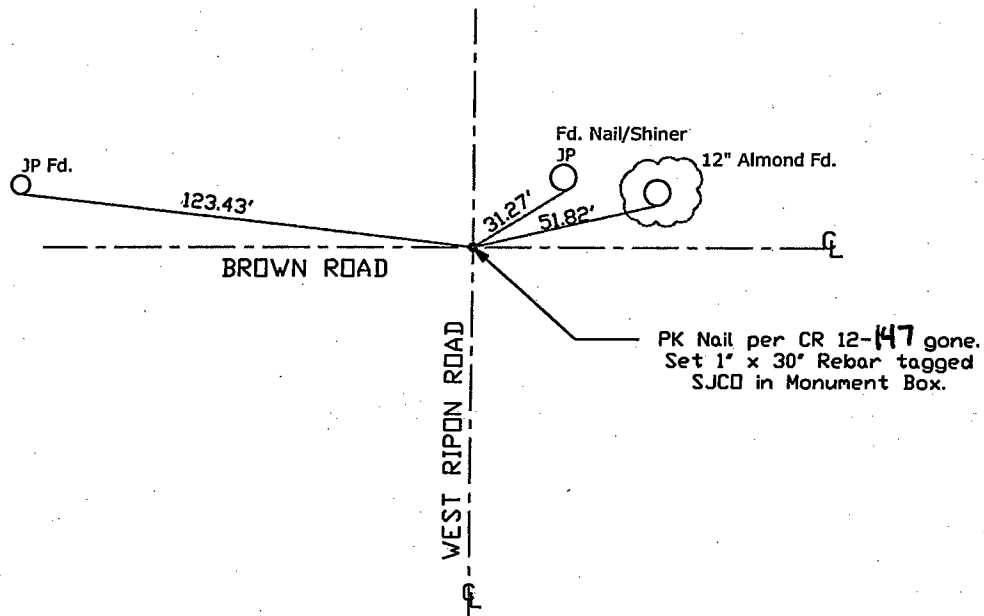 Fd. Nail/Shiner
JP
12" Almond Fd.
JP Fd.
123.43'
31.27'
51.82'
BROWN ROAD
℄
PK Nail per CR 12-147 gone.
Set 1" x 30" Rebar tagged
SJCO in Monument Box.
WEST RIPON ROAD
℄